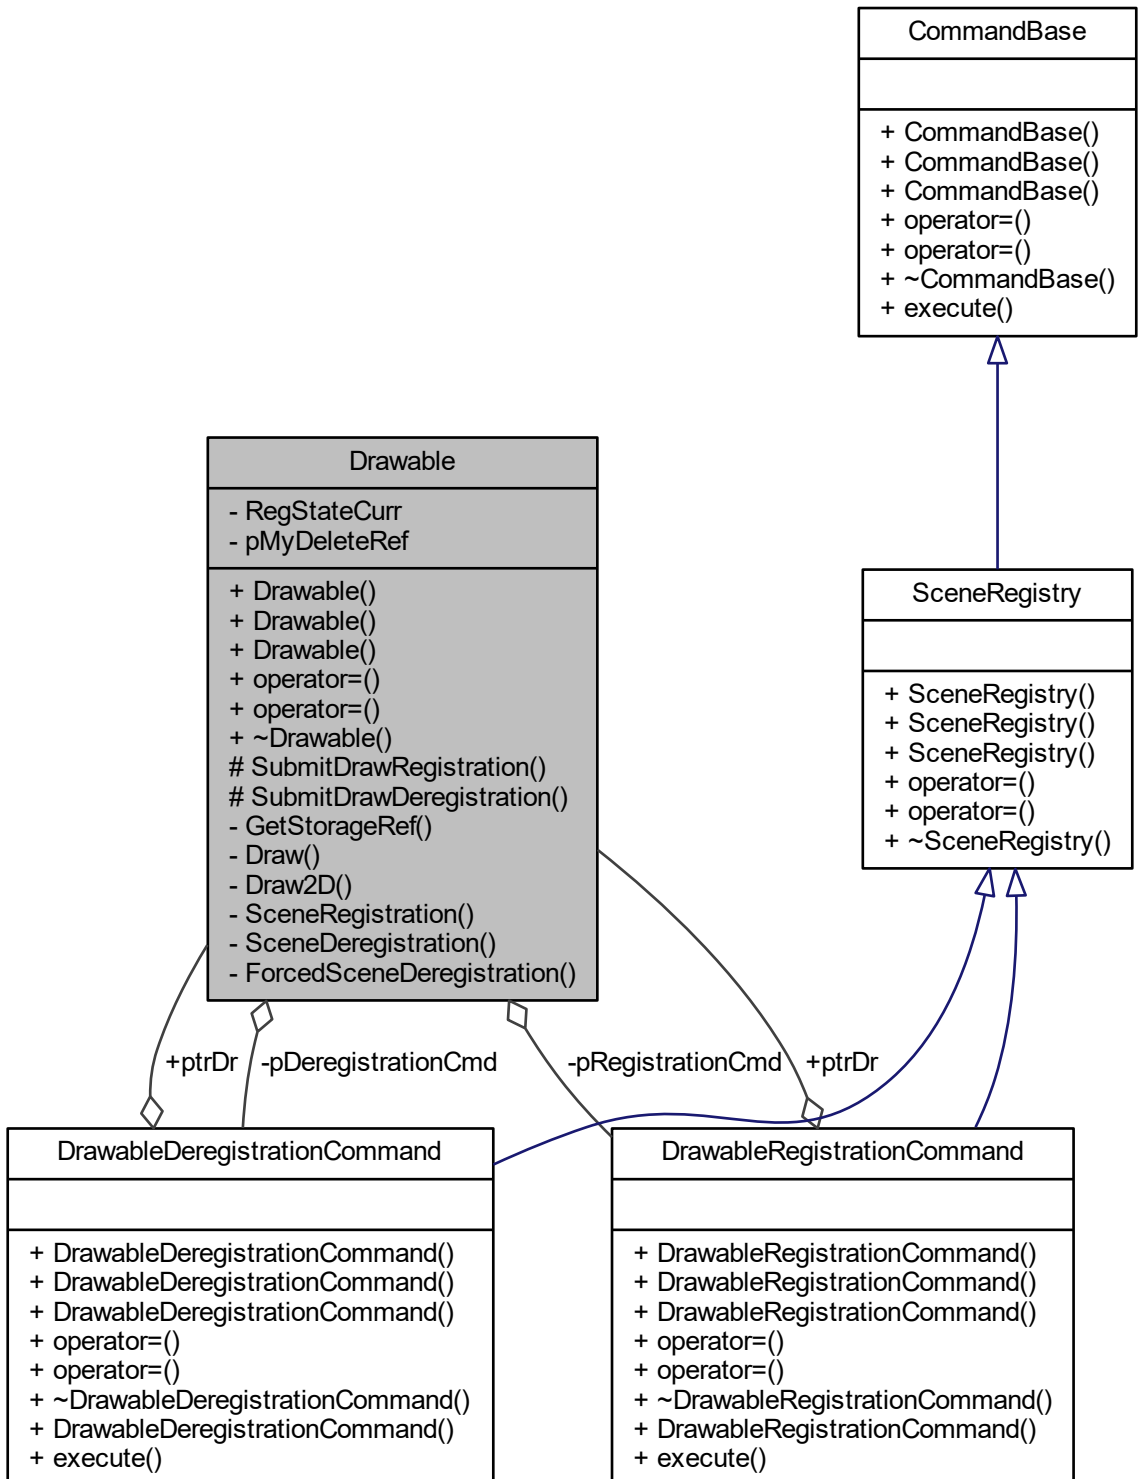 CommandBase
+ CommandBase()
+ CommandBase()
+ CommandBase()
+ operator=()
+ operator=()
+ ~CommandBase()
+ execute()
Drawable
- RegStateCurr
- pMyDeleteRef
+ Drawable()
+ Drawable()
+ Drawable()
+ operator=()
+ operator=()
+ ~Drawable()
# SubmitDrawRegistration()
# SubmitDrawDeregistration()
- GetStorageRef()
- Draw()
- Draw2D()
- SceneRegistration()
- SceneDeregistration()
- ForcedSceneDeregistration()
SceneRegistry
+ SceneRegistry()
+ SceneRegistry()
+ SceneRegistry()
+ operator=()
+ operator=()
+ ~SceneRegistry()
+ptrDr
-pDeregistrationCmd
-pRegistrationCmd
+ptrDr
DrawableDeregistrationCommand
+ DrawableDeregistrationCommand()
+ DrawableDeregistrationCommand()
+ DrawableDeregistrationCommand()
+ operator=()
+ operator=()
+ ~DrawableDeregistrationCommand()
+ DrawableDeregistrationCommand()
+ execute()
DrawableRegistrationCommand
+ DrawableRegistrationCommand()
+ DrawableRegistrationCommand()
+ DrawableRegistrationCommand()
+ operator=()
+ operator=()
+ ~DrawableRegistrationCommand()
+ DrawableRegistrationCommand()
+ execute()